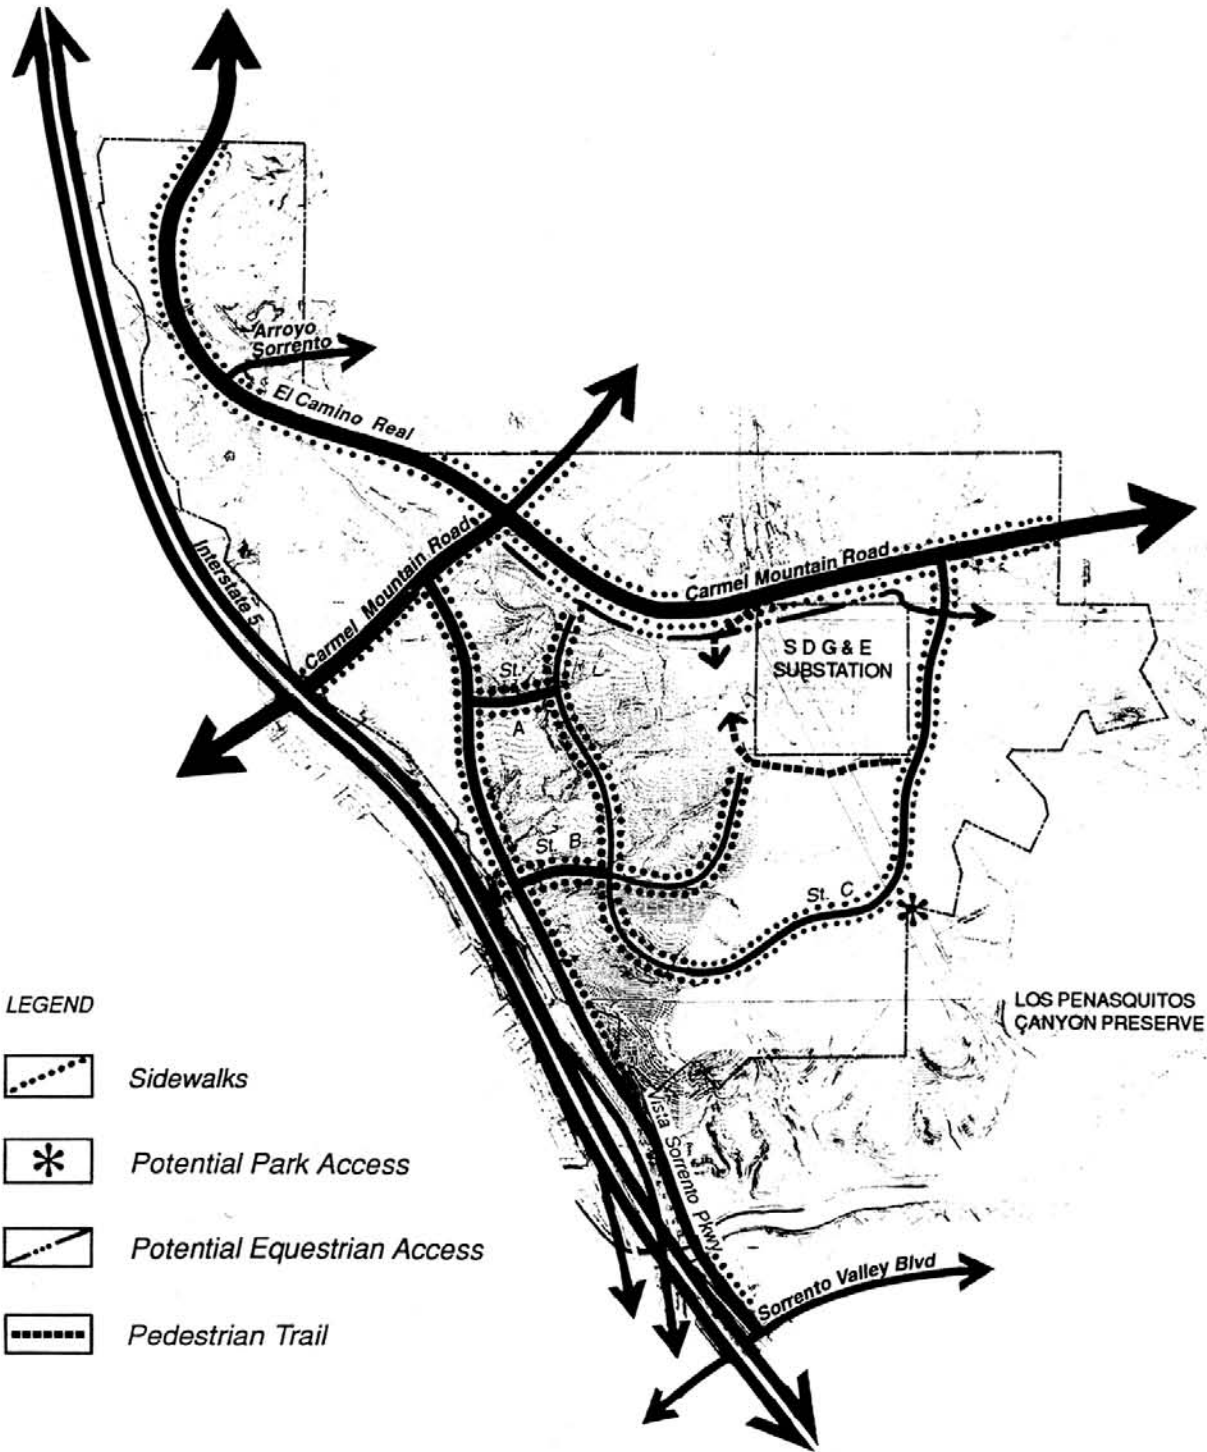 Arroyo
Sorrento
El Camino Real
Carmel Mountain Road
Carmel Mountain Road
Interstate 5
S D G & E
SUBSTATION
St.
A
St. B
St. C
LOS PENASQUITOS
CANYON PRESERVE
Vista Sorrento Pkwy
Sorrento Valley Blvd
LEGEND
Sidewalks
Potential Park Access
Potential Equestrian Access
Pedestrian Trail